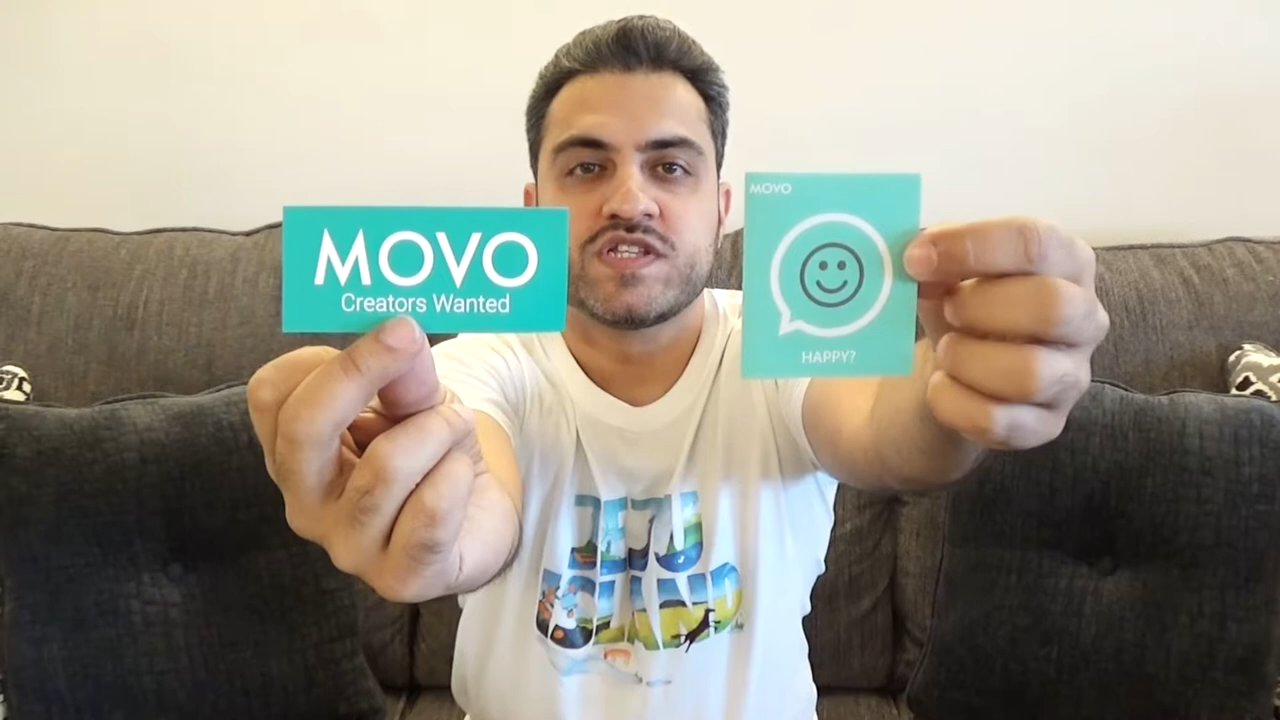 MOVO
Creators Wanted
MOVO
HAPPY?
JEJU
ISLAND